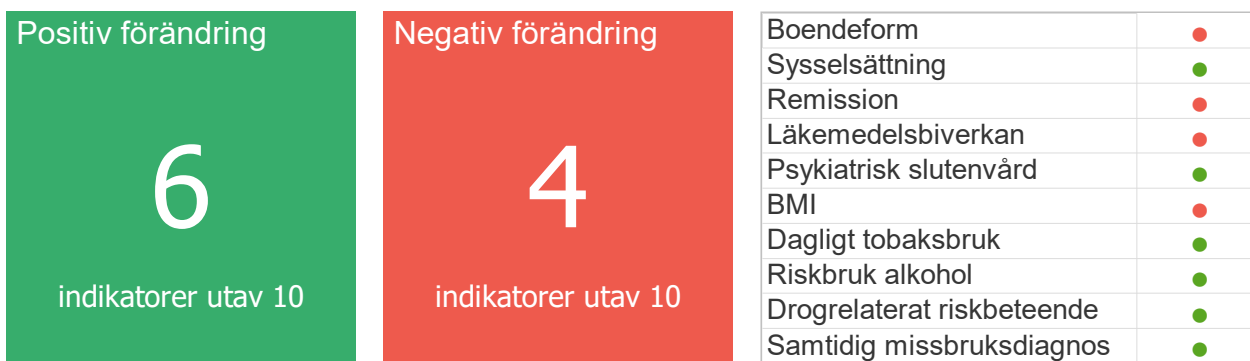 Positiv förändring
6
indikatorer utav 10
Negativ förändring
4
indikatorer utav 10
Boendeform
Sysselsättning
Remission
Läkemedelsbiverkan
Psykiatrisk slutenvård
BMI
Dagligt tobaksbruk
Riskbruk alkohol
Drogrelaterat riskbeteende
Samtidig missbruksdiagnos